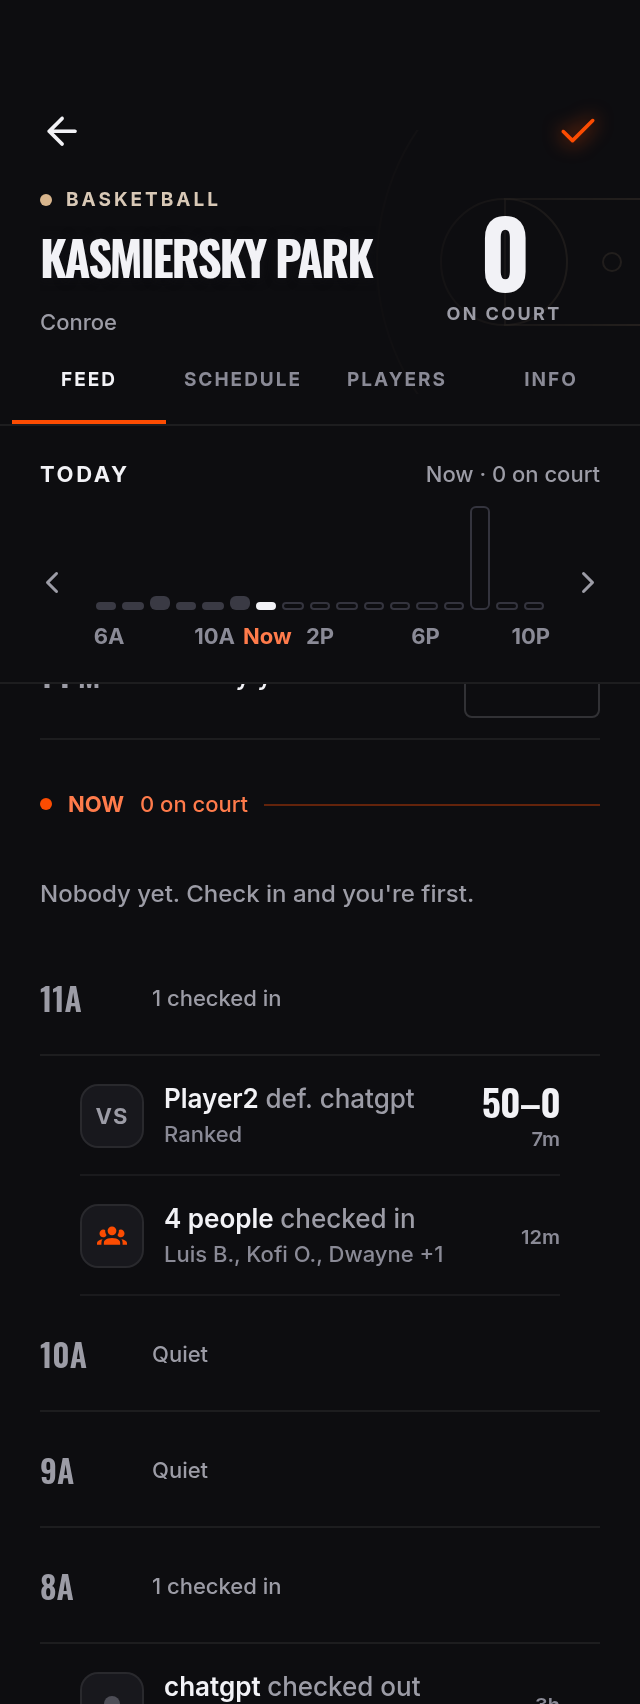 BASKETBALL
KASMIERSKY PARK
Conroe
0
ON COURT
FEED SCHEDULE PLAYERS INFO
TODAY Now · 0 on court
6A 10A Now 2P 6P 10P
NOW 0 on court
Nobody yet. Check in and you're first.
11A 1 checked in
VS Player2 def. chatgpt 50–0
Ranked 7m
4 people checked in
Luis B., Kofi O., Dwayne +1 12m
10A Quiet
9A Quiet
8A 1 checked in
chatgpt checked out